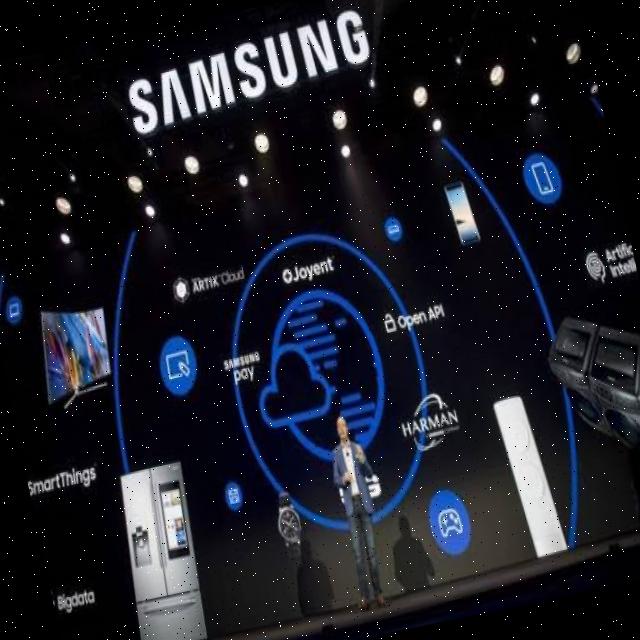 SAMSUNG
ARTIK Cloud
Joyent
Open API
SAMSUNG
pay
HARMAN
SmartThings
Bigdata